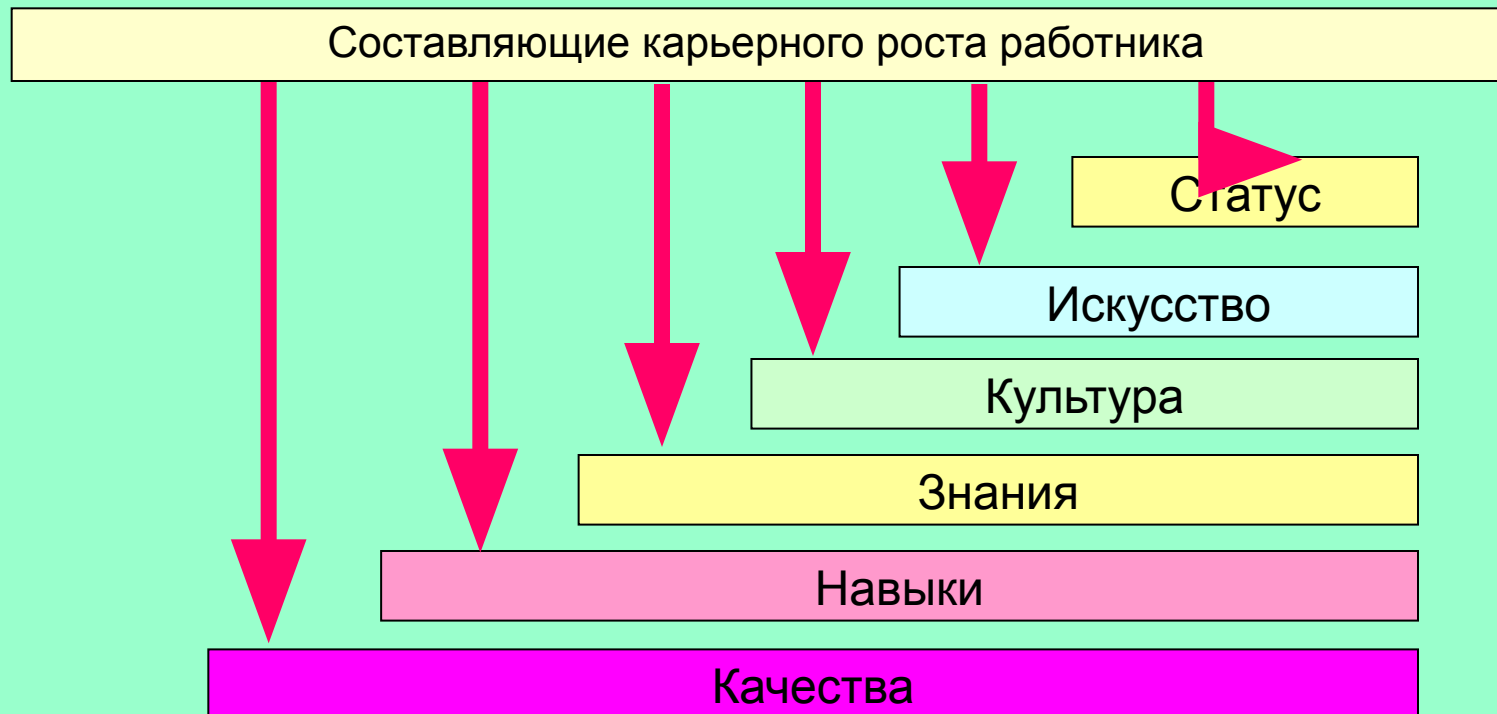 Составляющие карьерного роста работника
Статус
Искусство
Культура
Знания
Навыки
Качества